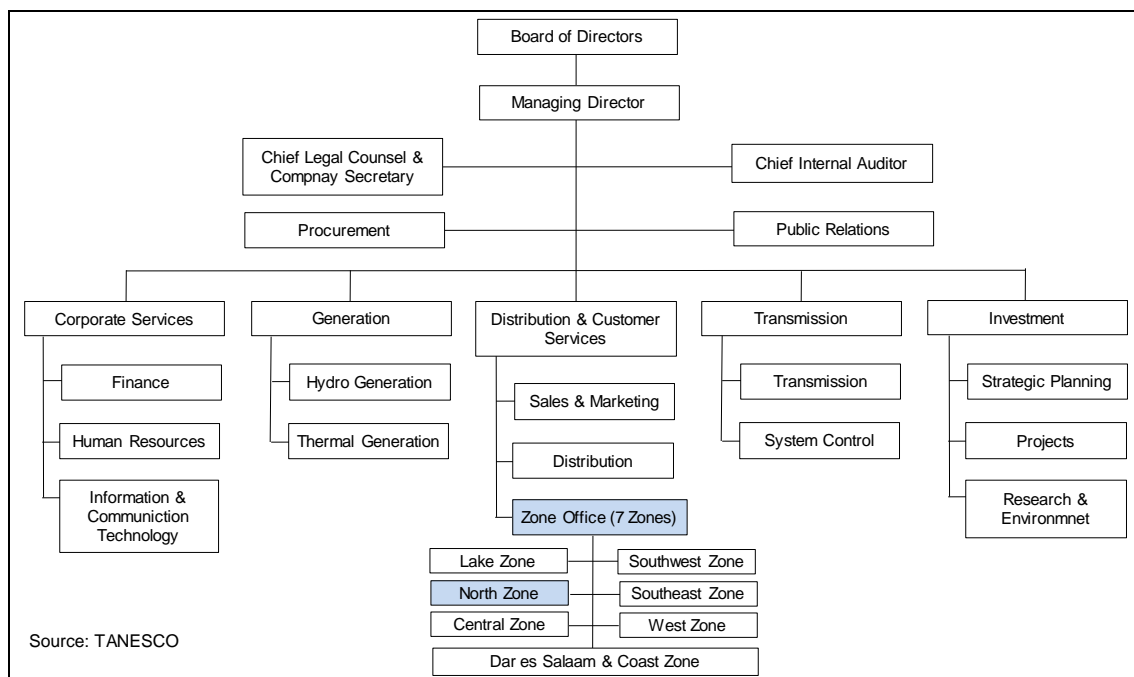 Board of Directors
Managing Director
Chief Legal Counsel &
Compnay Secretary
Chief Internal Auditor
Procurement
Public Relations
Corporate Services
Generation
Distribution & Customer
Services
Transmission
Investment
Finance
Hydro Generation
Sales & Marketing
Transmission
Strategic Planning
Human Resources
Thermal Generation
Distribution
System Control
Projects
Information &
Communiction
Technology
Zone Office (7 Zones)
Research &
Environmnet
Lake Zone
Southwest Zone
North Zone
Southeast Zone
Central Zone
West Zone
Dar es Salaam & Coast Zone
Source: TANESCO